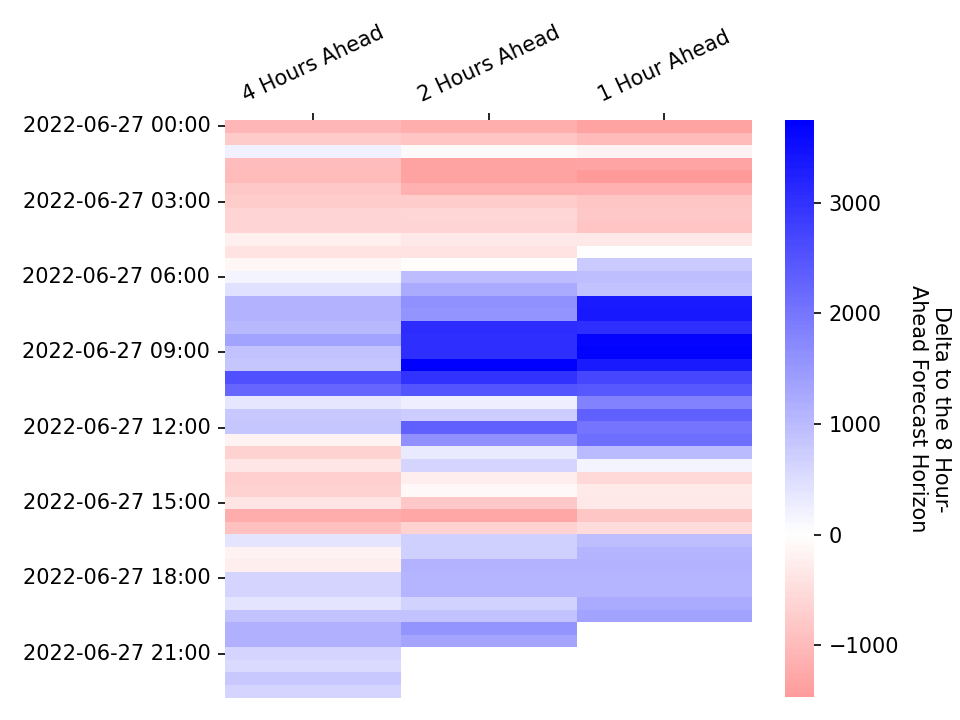 4 Hours Ahead
2 Hours Ahead
1 Hour Ahead
2022-06-27 00:00
2022-06-27 03:00
2022-06-27 06:00
2022-06-27 09:00
2022-06-27 12:00
2022-06-27 15:00
2022-06-27 18:00
2022-06-27 21:00
3000
2000
1000
0
−1000
Delta to the 8 Hour-
Ahead Forecast Horizon